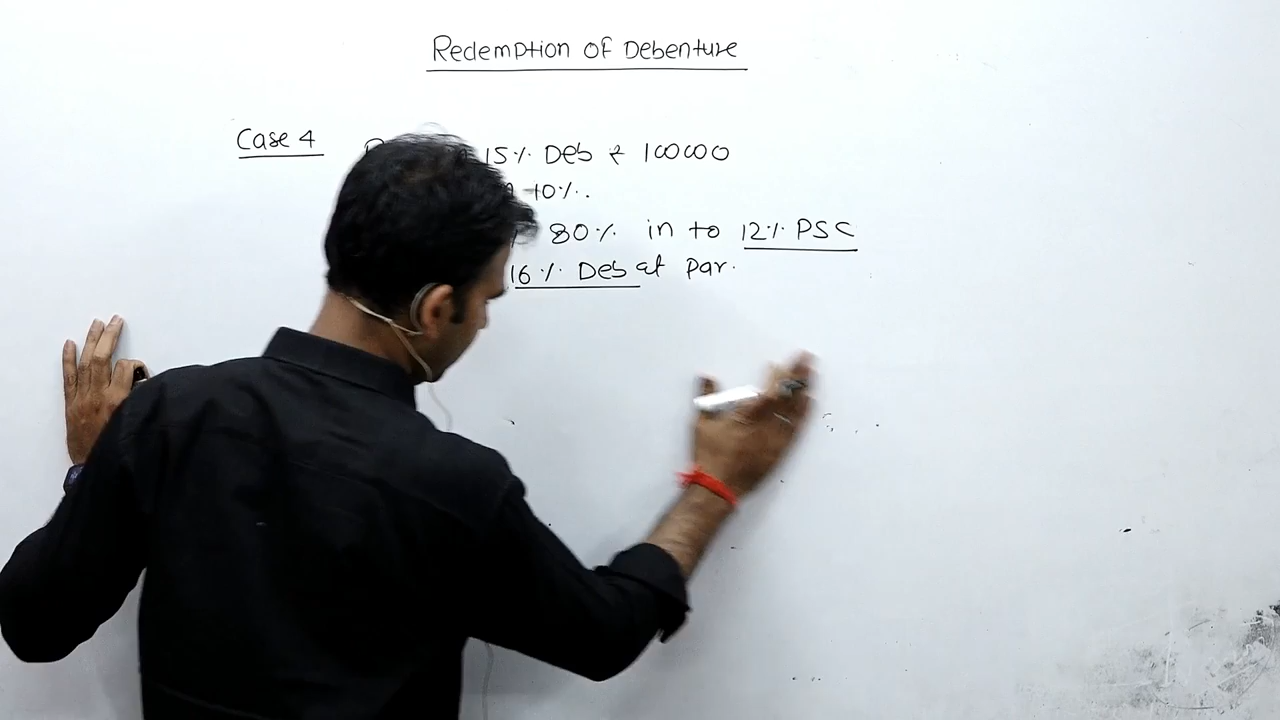 Redemption of Debenture
Case 4
15% Deb ₹ 100000
10%.
80% in to 12% PSC
16% Deb at Par.